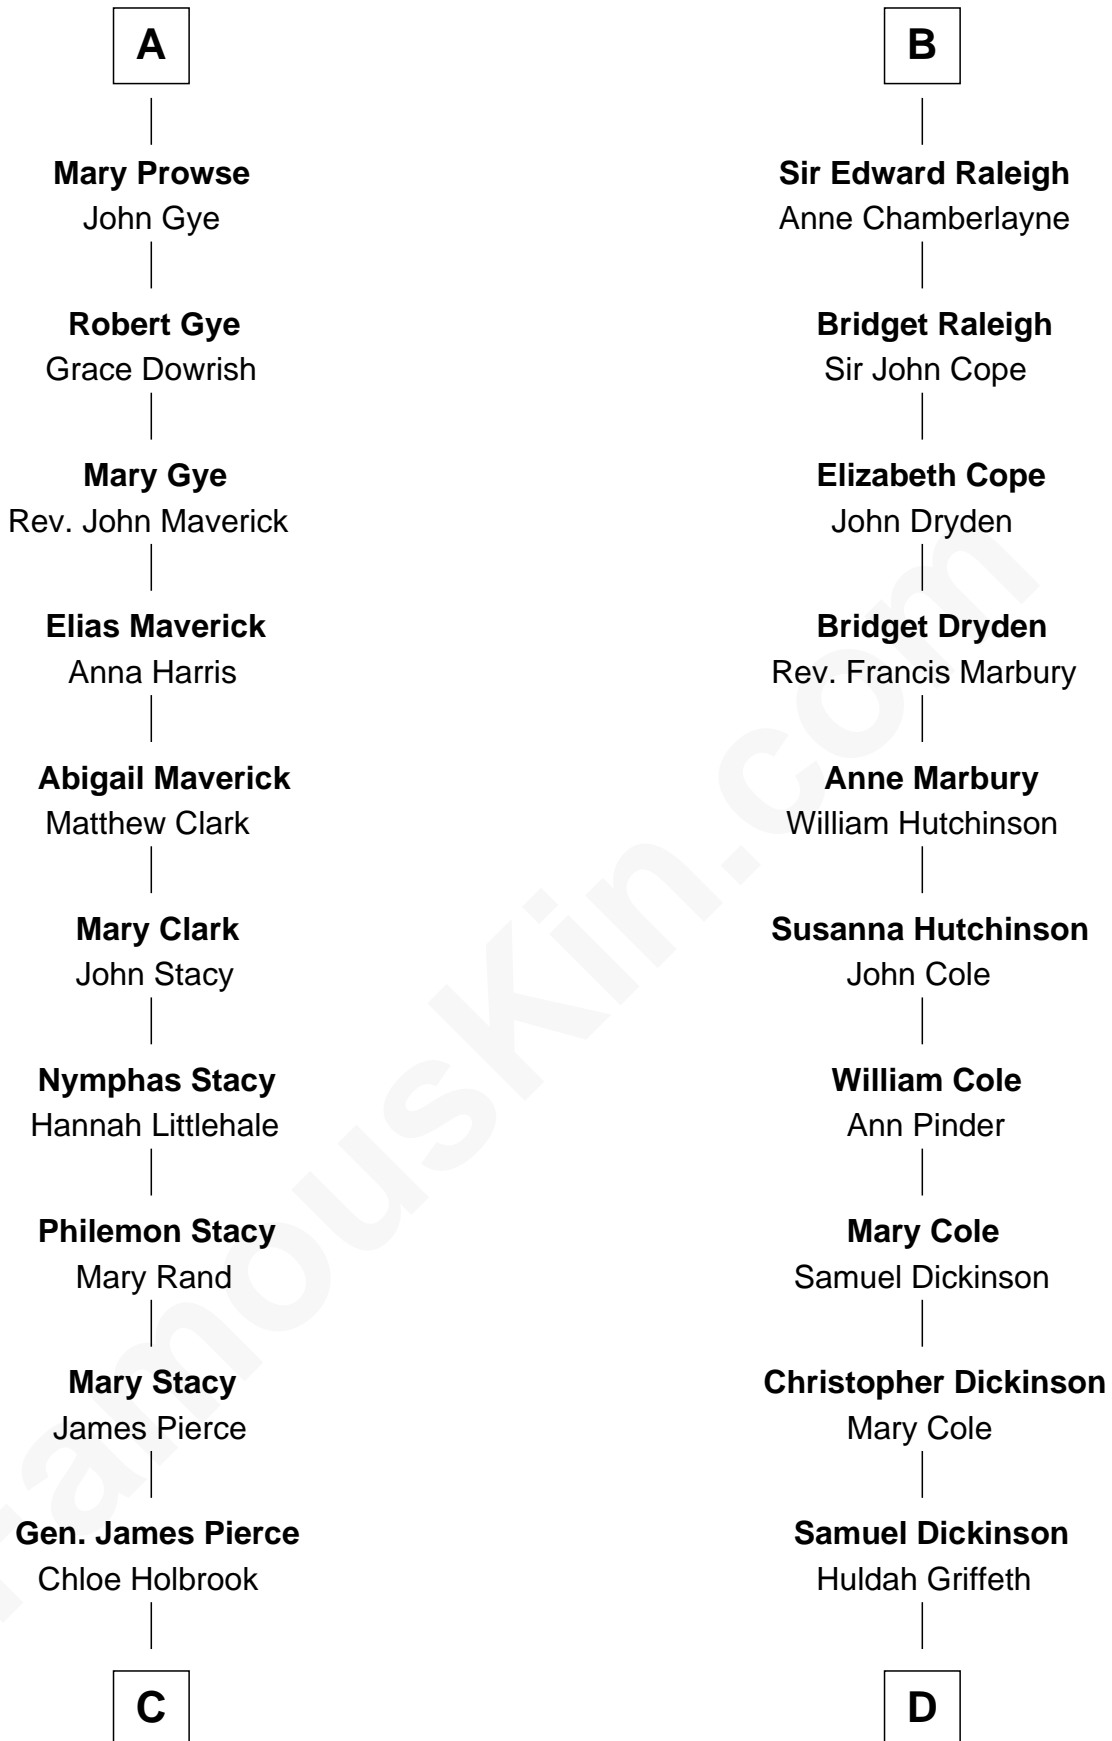 A
Mary Prowse
John Gye
Robert Gye
Grace Dowrish
Mary Gye
Rev. John Maverick
Elias Maverick
Anna Harris
Abigail Maverick
Matthew Clark
Mary Clark
John Stacy
Nymphas Stacy
Hannah Littlehale
Philemon Stacy
Mary Rand
Mary Stacy
James Pierce
Gen. James Pierce
Chloe Holbrook
C
B
Sir Edward Raleigh
Anne Chamberlayne
Bridget Raleigh
Sir John Cope
Elizabeth Cope
John Dryden
Bridget Dryden
Rev. Francis Marbury
Anne Marbury
William Hutchinson
Susanna Hutchinson
John Cole
William Cole
Ann Pinder
Mary Cole
Samuel Dickinson
Christopher Dickinson
Mary Cole
Samuel Dickinson
Huldah Griffeth
D
FamousKin.com